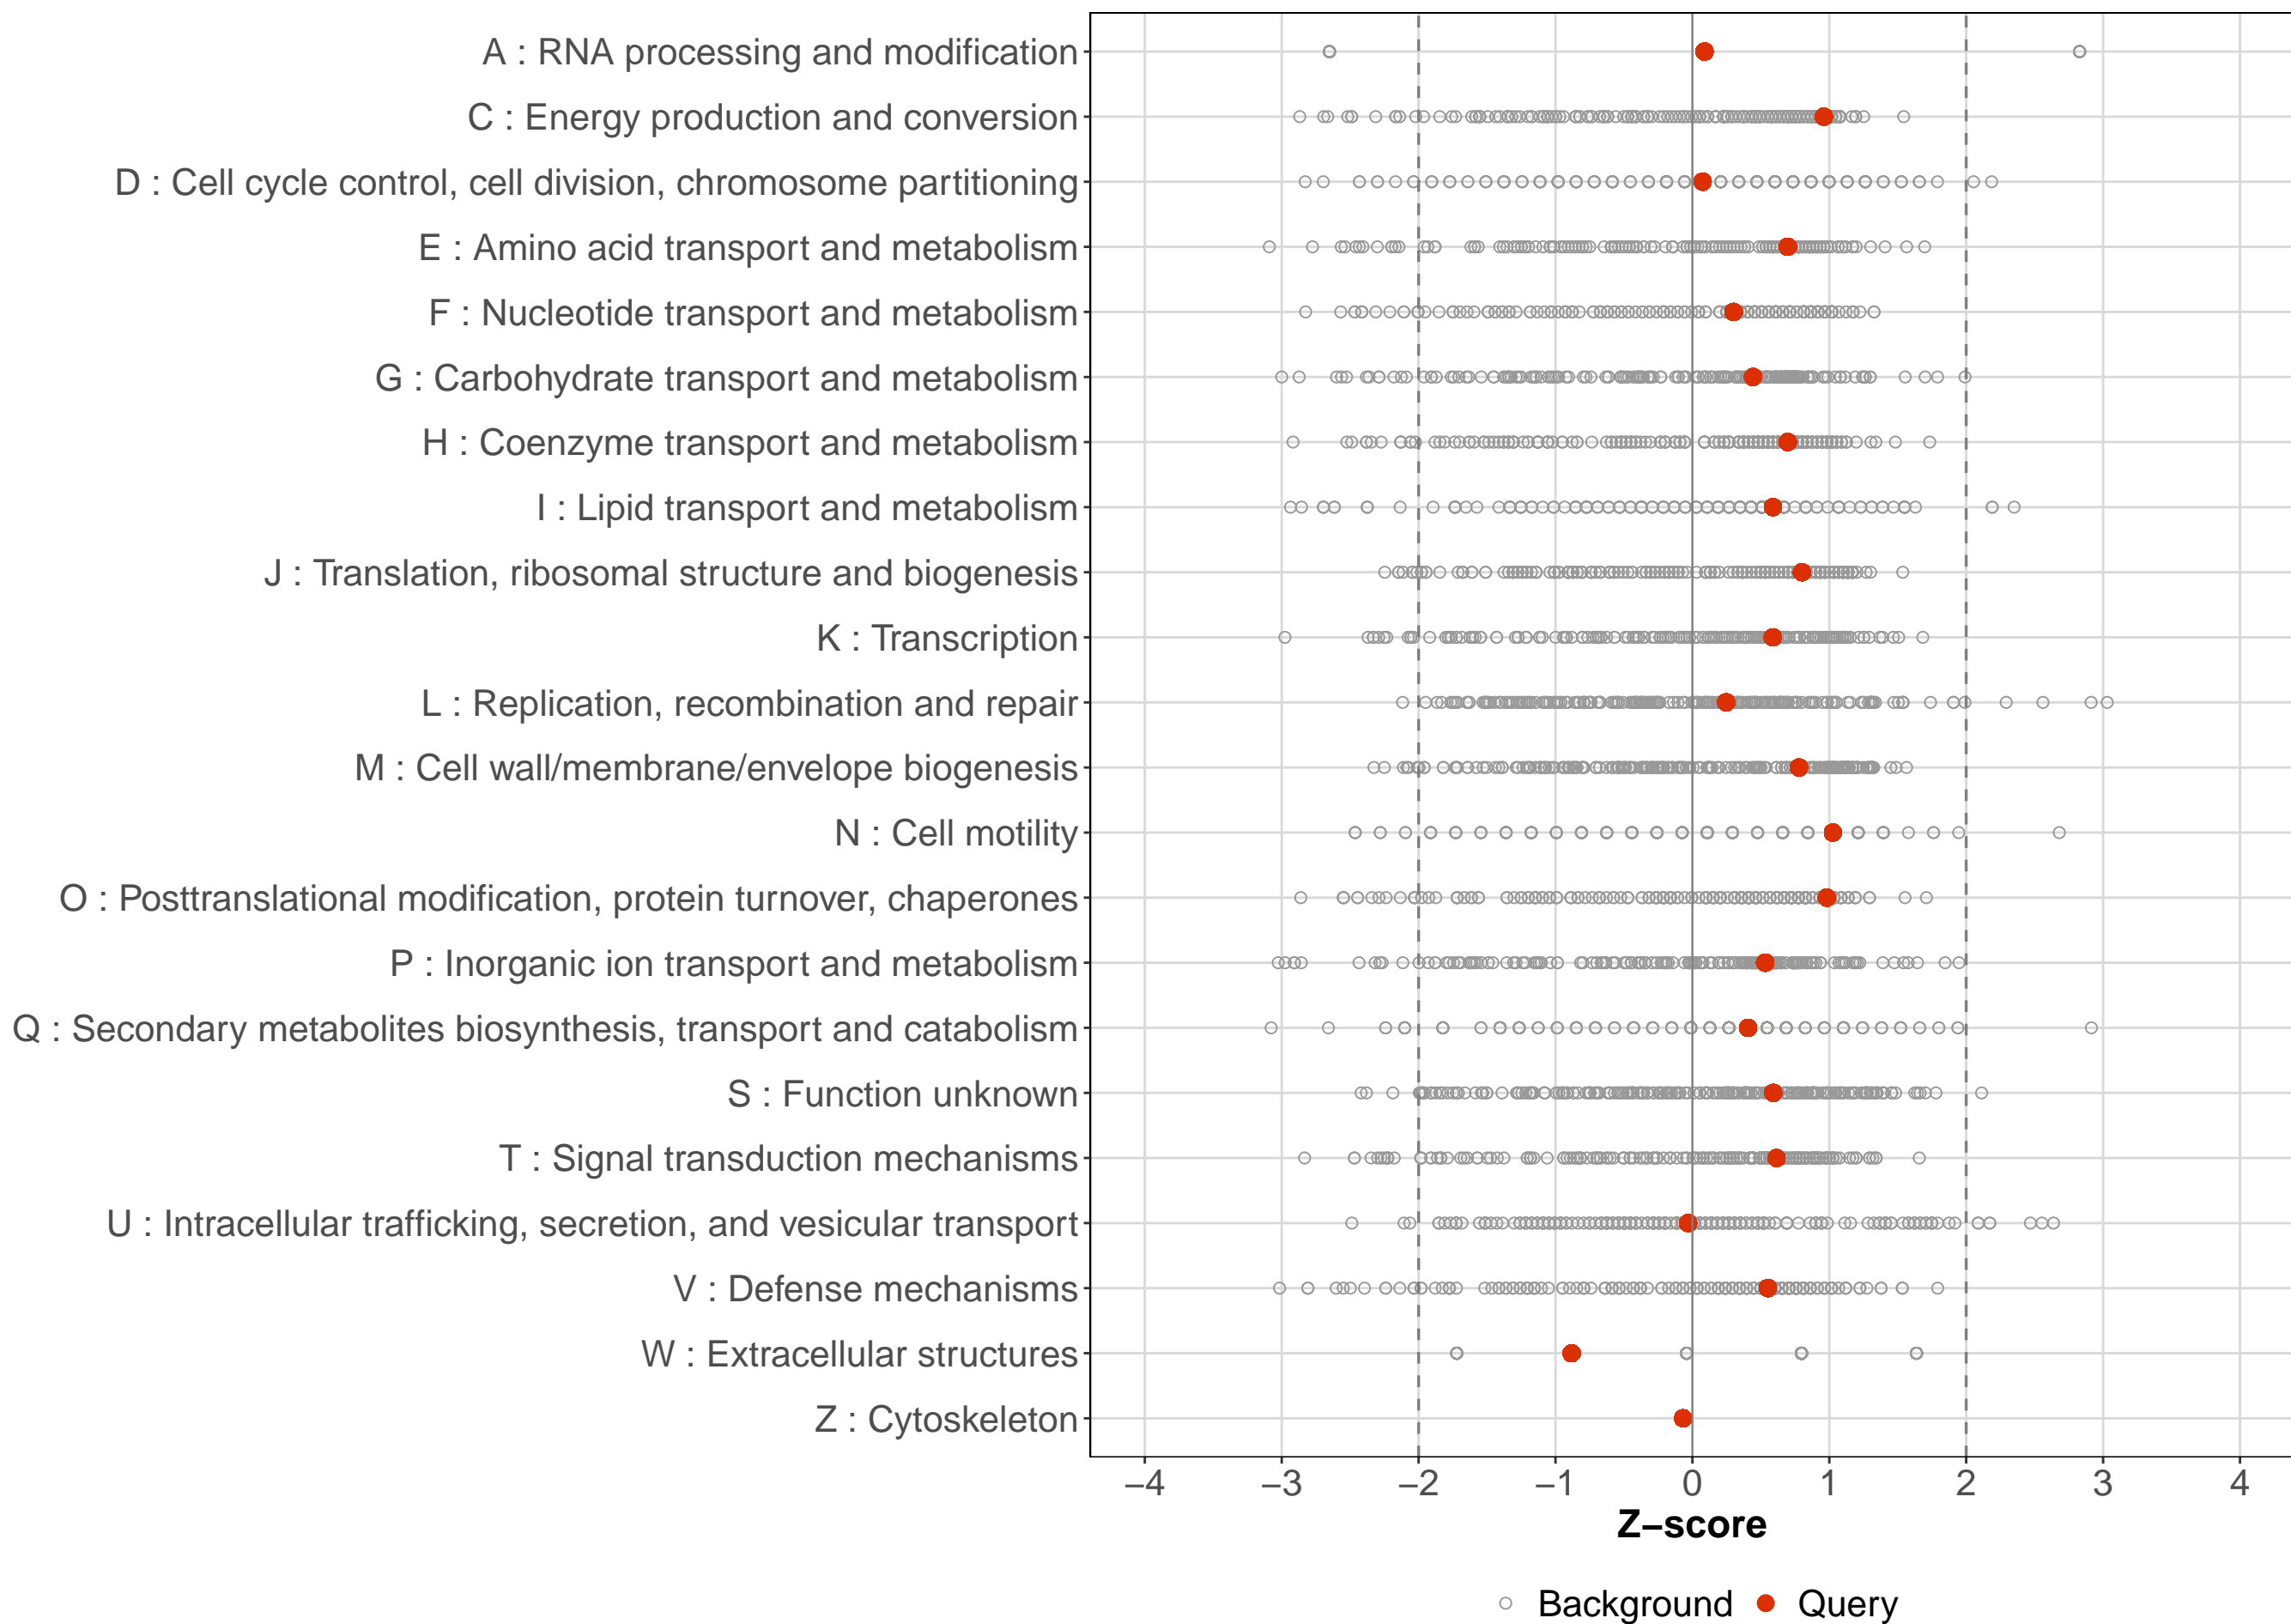 A : RNA processing and modification
C : Energy production and conversion
D : Cell cycle control, cell division, chromosome partitioning
E : Amino acid transport and metabolism
F : Nucleotide transport and metabolism
G : Carbohydrate transport and metabolism
H : Coenzyme transport and metabolism
I : Lipid transport and metabolism
J : Translation, ribosomal structure and biogenesis
K : Transcription
L : Replication, recombination and repair
M : Cell wall/membrane/envelope biogenesis
N : Cell motility
O : Posttranslational modification, protein turnover, chaperones
P : Inorganic ion transport and metabolism
Q : Secondary metabolites biosynthesis, transport and catabolism
S : Function unknown
T : Signal transduction mechanisms
U : Intracellular trafficking, secretion, and vesicular transport
V : Defense mechanisms
W : Extracellular structures
Z : Cytoskeleton
−4 −3 −2 −1 0 1 2 3 4
Z−score
Background Query